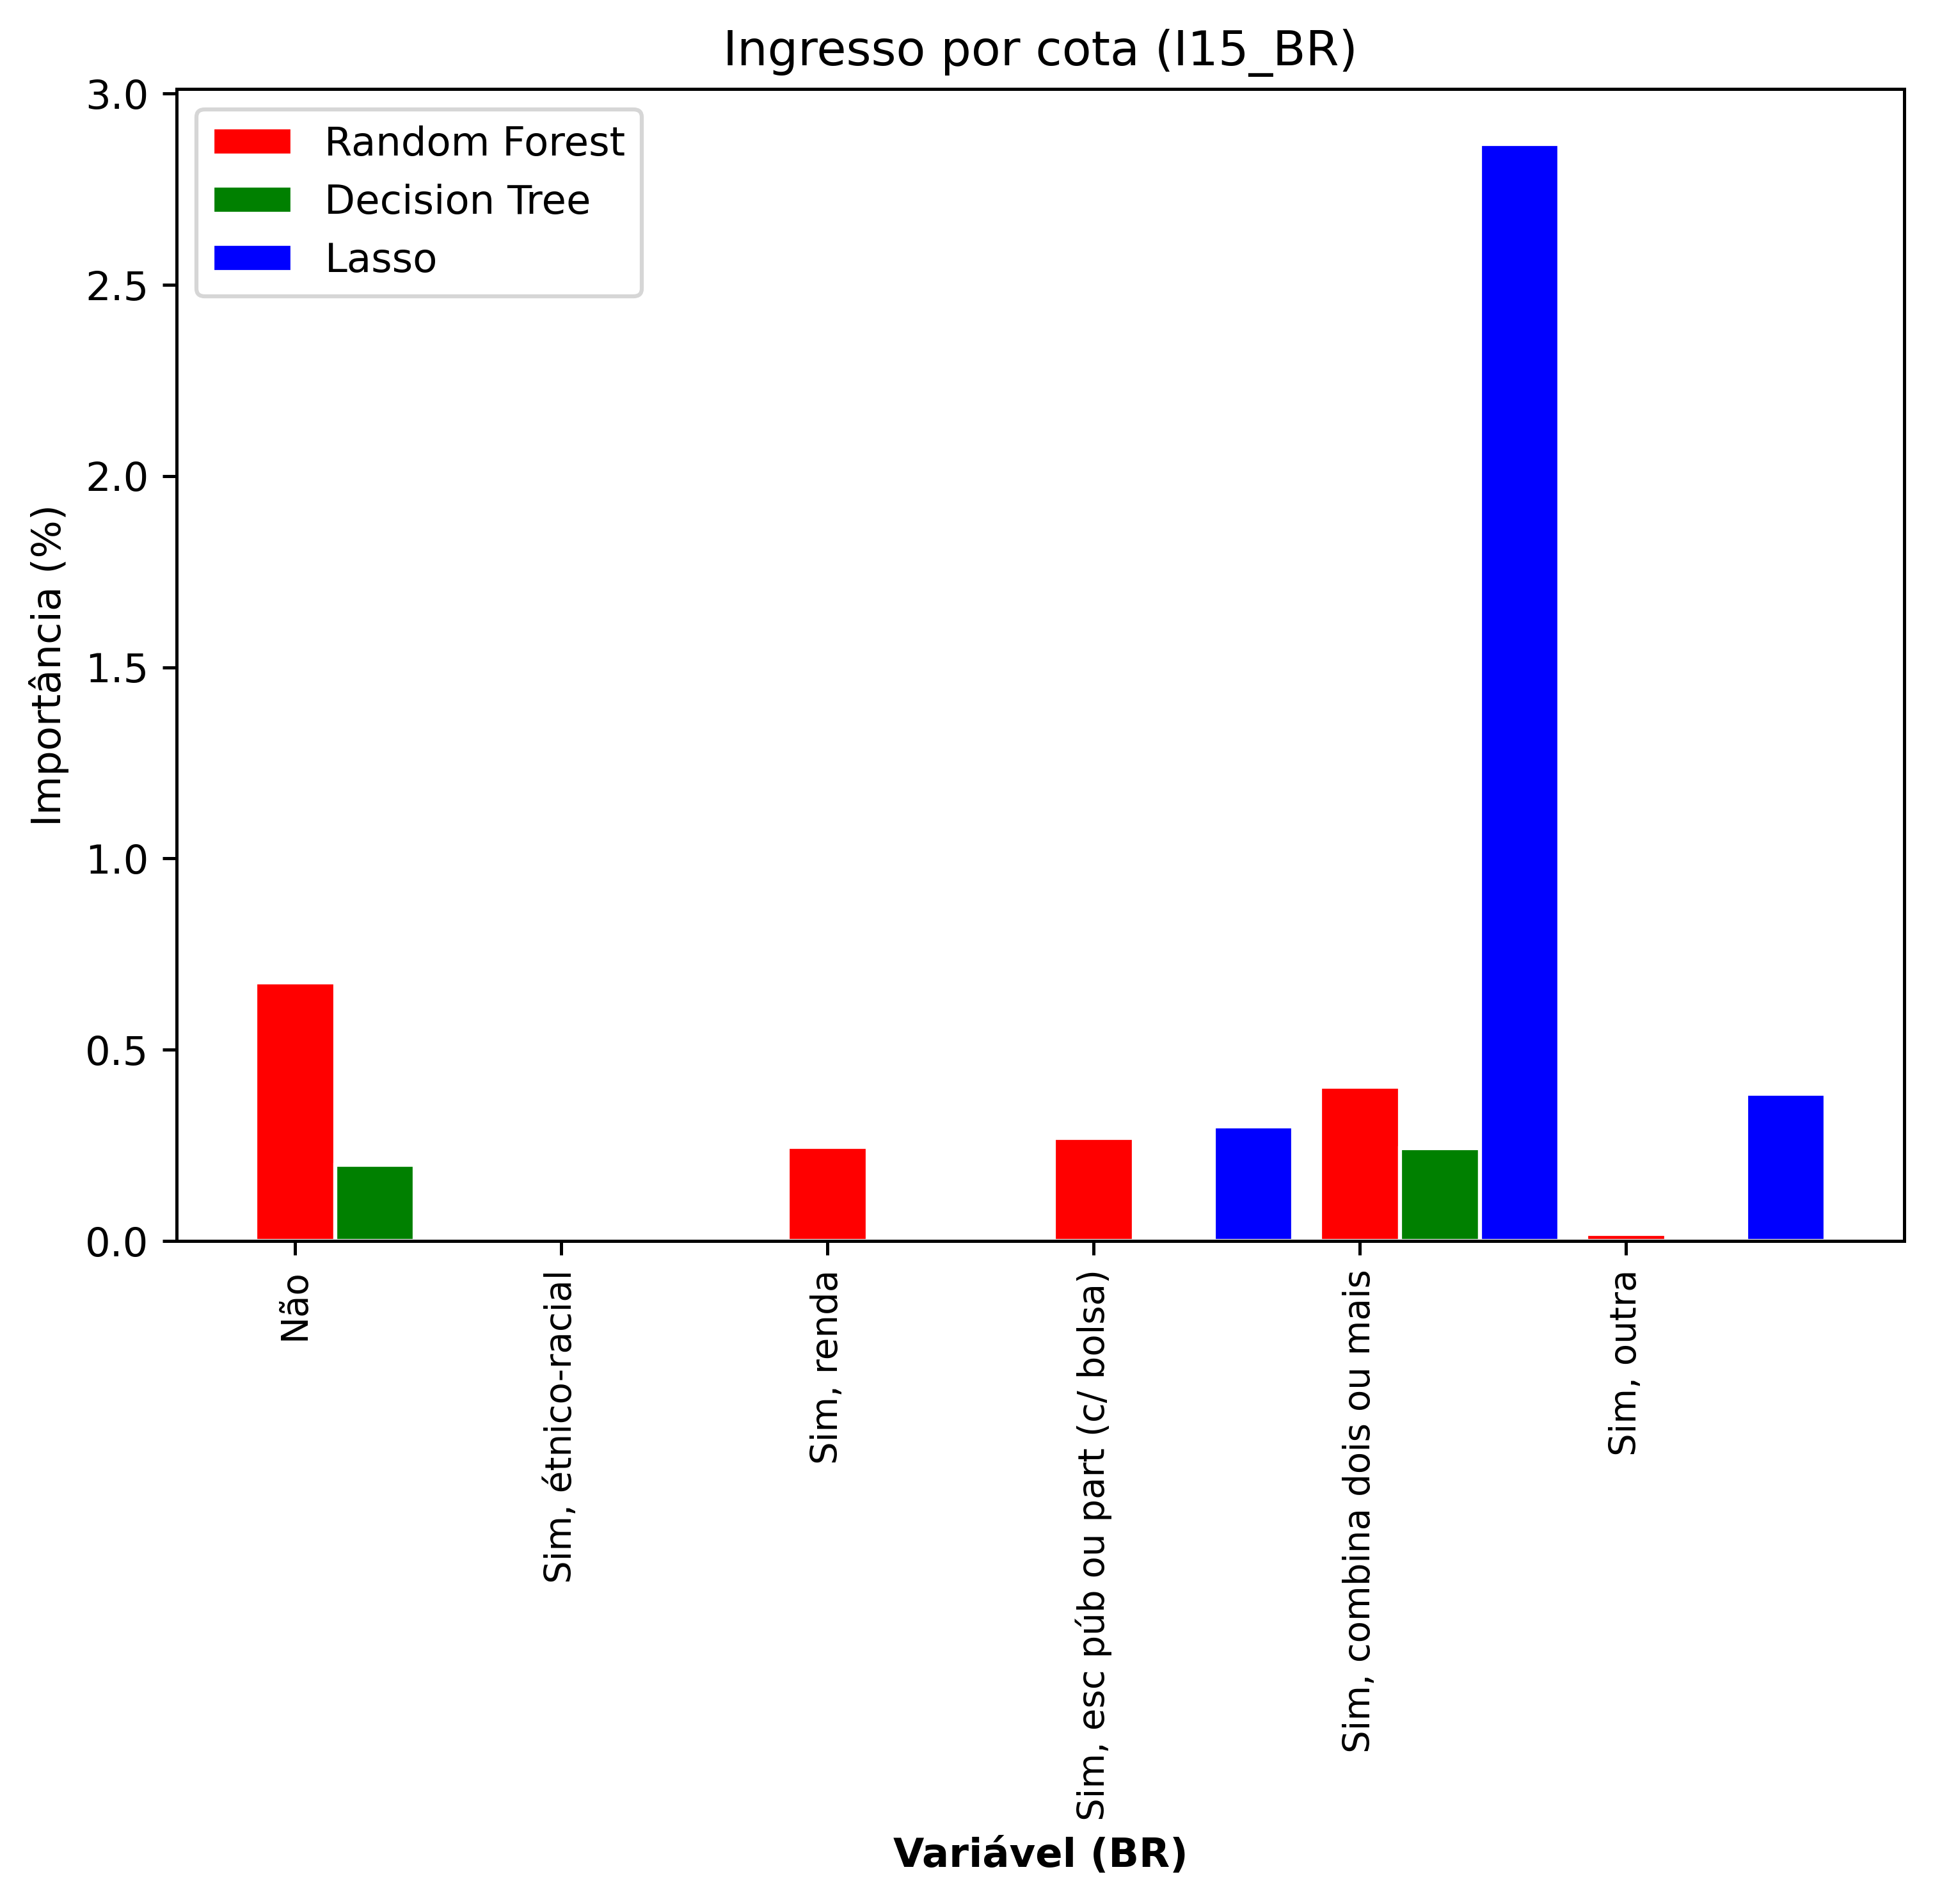 Ingresso por cota (I15_BR)
Random Forest
Decision Tree
Lasso
Importância (%)
3.0
2.5
2.0
1.5
1.0
0.5
0.0
Não
Sim, étnico-racial
Sim, renda
Sim, esc púb ou part (c/ bolsa)
Sim, combina dois ou mais
Sim, outra
Variável (BR)